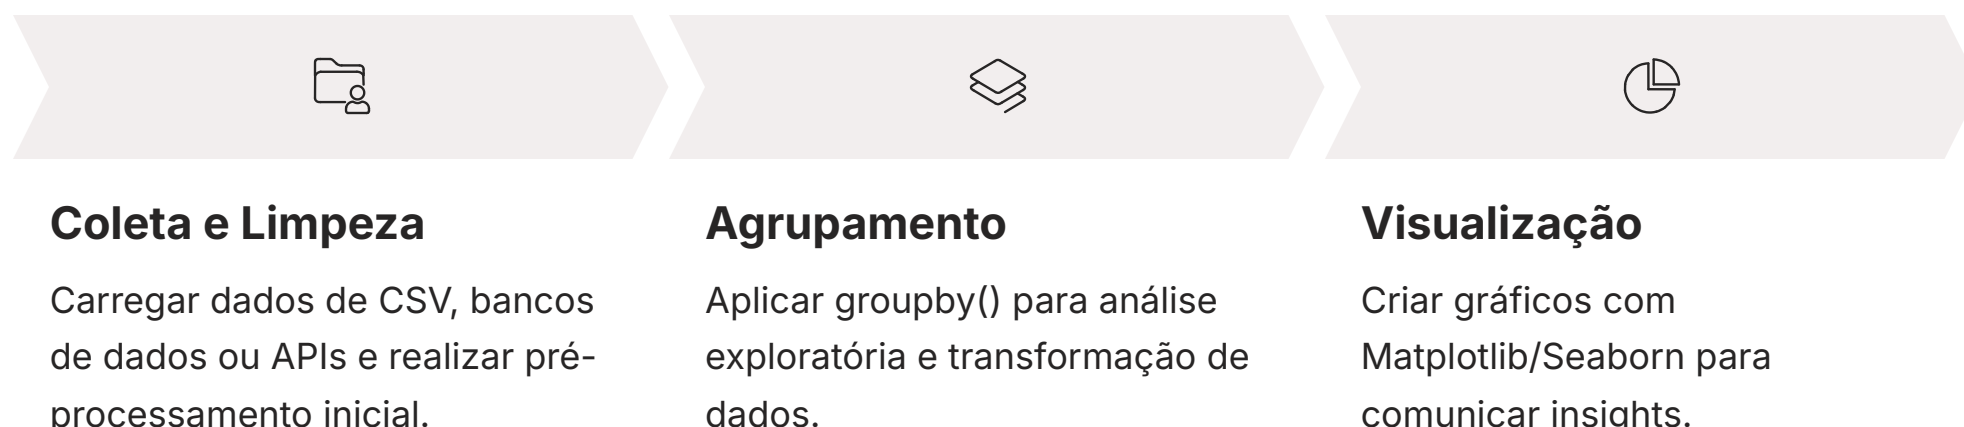 Coleta e Limpeza
Carregar dados de CSV, bancos
de dados ou APIs e realizar pré-
processamento inicial.
Agrupamento
Aplicar groupby() para análise
exploratória e transformação de
dados.
Visualização
Criar gráficos com
Matplotlib/Seaborn para
comunicar insights.